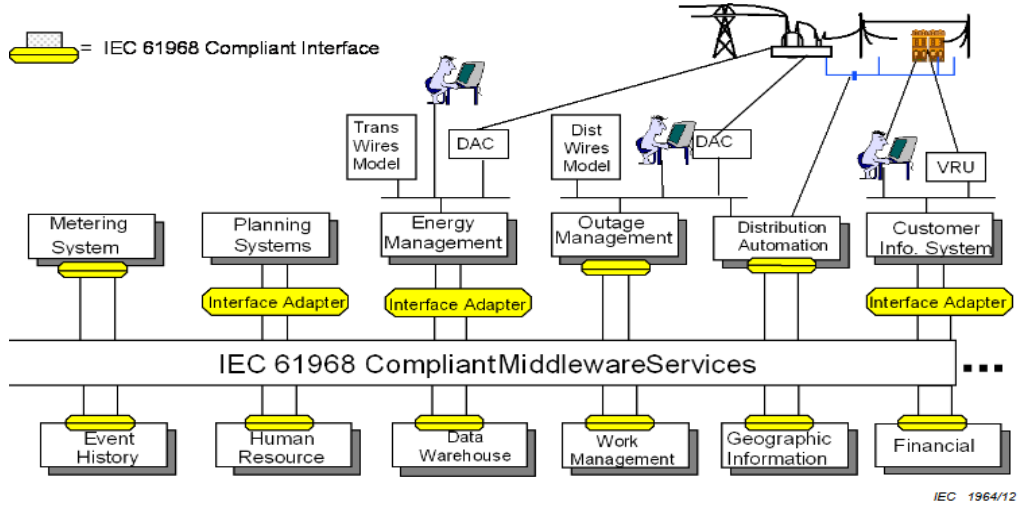 = IEC 61968 Compliant Interface
Trans
Wires
Model
DAC
Dist
Wires
Model
DAC
VRU
Metering
System
Planning
Systems
Energy
Management
Outage
Management
Distribution
Automation
Customer
Info. System
Interface Adapter
Interface Adapter
Interface Adapter
IEC 61968 CompliantMiddlewareServices
Event
History
Human
Resource
Data
Warehouse
Work
Management
Geographic
Information
Financial
IEC 1964/12